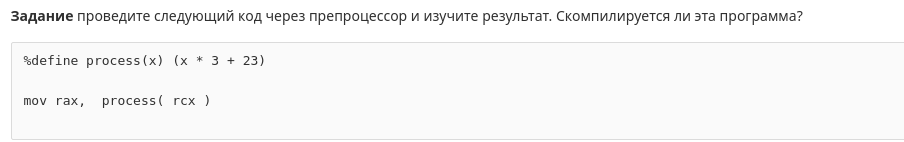 Задание проведите следующий код через препроцессор и изучите результат. Скомпилируется ли эта программа?
%define process(x) (x * 3 + 23)
mov rax,  process( rcx )